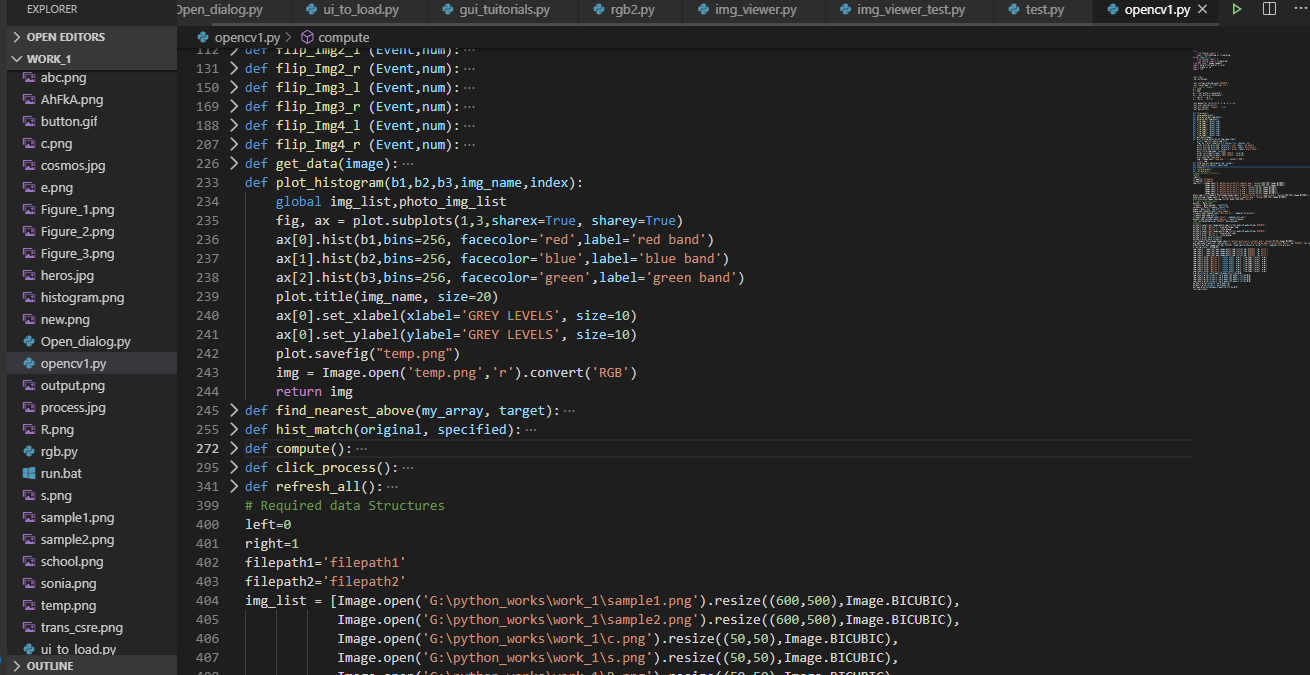 EXPLORER
Open_dialog.py ui_to_load.py gui_tuitorials.py rgb2.py img_viewer.py img_viewer_test.py test.py opencv1.py
OPEN EDITORS
WORK_1
abc.png
AhFkA.png
button.gif
c.png
cosmos.jpg
e.png
Figure_1.png
Figure_2.png
Figure_3.png
heros.jpg
histogram.png
new.png
Open_dialog.py
opencv1.py
output.png
process.jpg
R.png
rgb.py
run.bat
s.png
sample1.png
sample2.png
school.png
sonia.png
temp.png
trans_csre.png
ui_to_load.py
OUTLINE
opencv1.py > compute
112 def flip_Img2_l (Event,num): ...
131 def flip_Img2_r (Event,num): ...
150 def flip_Img3_l (Event,num): ...
169 def flip_Img3_r (Event,num): ...
188 def flip_Img4_l (Event,num): ...
207 def flip_Img4_r (Event,num): ...
226 def get_data(image): ...
233 def plot_histogram(b1,b2,b3,img_name,index):
234 global img_list,photo_img_list
235 fig, ax = plot.subplots(1,3,sharex=True, sharey=True)
236 ax[0].hist(b1,bins=256, facecolor='red',label='red band')
237 ax[1].hist(b2,bins=256, facecolor='blue',label='blue band')
238 ax[2].hist(b3,bins=256, facecolor='green',label='green band')
239 plot.title(img_name, size=20)
240 ax[0].set_xlabel(xlabel='GREY LEVELS', size=10)
241 ax[0].set_ylabel(ylabel='GREY LEVELS', size=10)
242 plot.savefig("temp.png")
243 img = Image.open('temp.png','r').convert('RGB')
244 return img
245 def find_nearest_above(my_array, target): ...
255 def hist_match(original, specified): ...
272 def compute(): ...
295 def click_process(): ...
341 def refresh_all(): ...
399 # Required data Structures
400 left=0
401 right=1
402 filepath1='filepath1'
403 filepath2='filepath2'
404 img_list = [Image.open('G:\python_works\work_1\sample1.png').resize((600,500),Image.BICUBIC),
405 Image.open('G:\python_works\work_1\sample2.png').resize((600,500),Image.BICUBIC),
406 Image.open('G:\python_works\work_1\c.png').resize((50,50),Image.BICUBIC),
407 Image.open('G:\python_works\work_1\s.png').resize((50,50),Image.BICUBIC),